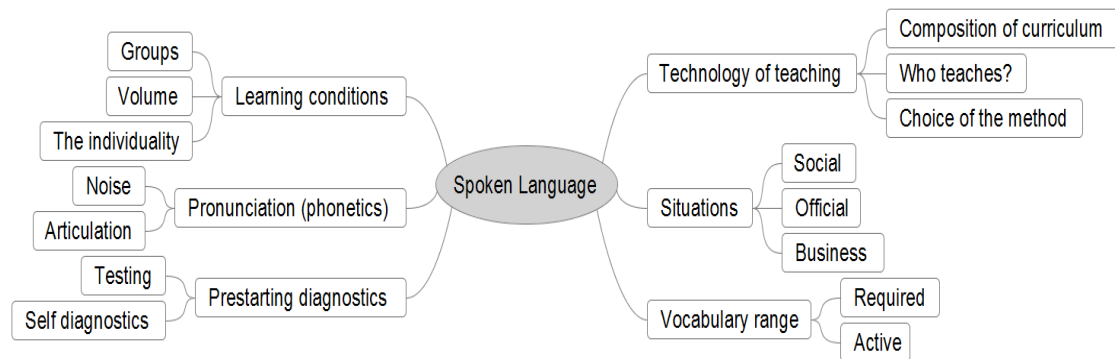 Groups
Volume
The individuality
Learning conditions
Noise
Articulation
Pronunciation (phonetics)
Testing
Self diagnostics
Prestarting diagnostics
Spoken Language
Technology of teaching
Composition of curriculum
Who teaches?
Choice of the method
Situations
Social
Official
Business
Vocabulary range
Required
Active